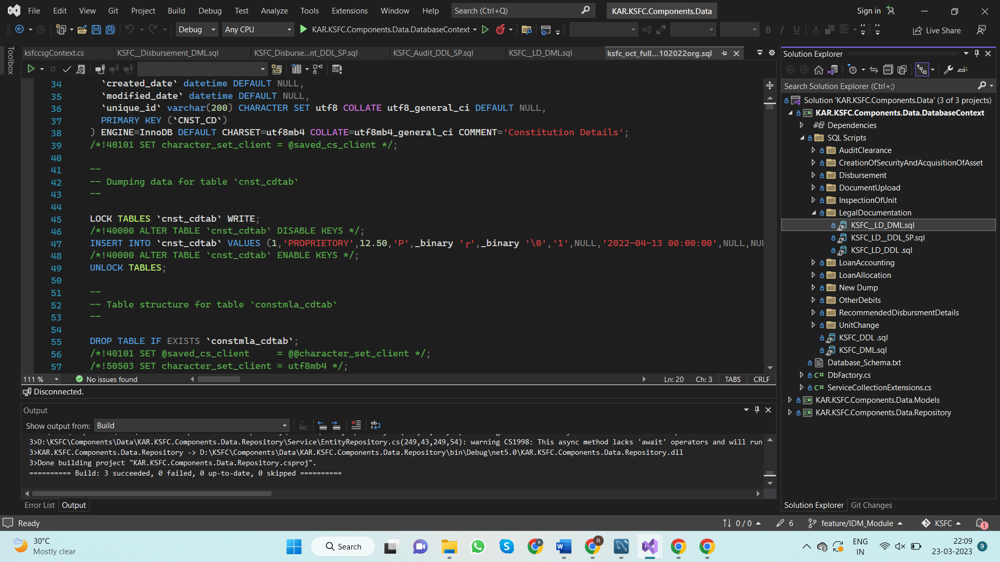 File Edit View Git Project Build Debug Test Analyze Tools Extensions Window Help Search (Ctrl+Q) KAR.KSFC.Components.Data Sign in
Debug Any CPU KAR.KSFC.Components.Data.DatabaseContext Live Share
Toolbox
ksfccsgContext.cs KSFC__Disbursement_DML.sql KSFC_Disburse...nt_DDL_SP.sql KSFC_Audit_DDL_SP.sql KSFC__LD_DML.sql ksfc_oct_full...102022org.sql
34 `created_date` datetime DEFAULT NULL,
35 `modified_date` datetime DEFAULT NULL,
36 `unique_id` varchar(200) CHARACTER SET utf8 COLLATE utf8_general_ci DEFAULT NULL,
37 PRIMARY KEY (`CNST_CD`)
38 ) ENGINE=InnoDB DEFAULT CHARSET=utf8mb4 COLLATE=utf8mb4_general_ci COMMENT='Constitution Details';
39 /*!40101 SET character_set_client = @saved_cs_client */;
40
41 --
42 -- Dumping data for table `cnst_cdtab`
43 --
44
45 LOCK TABLES `cnst_cdtab` WRITE;
46 /*!40000 ALTER TABLE `cnst_cdtab` DISABLE KEYS */;
47 INSERT INTO `cnst_cdtab` VALUES (1,'PROPRIETORY',12.50,'P',_binary '┌',_binary '\0','1',NULL,'2022-04-13 00:00:00',NULL,NUL
48 /*!40000 ALTER TABLE `cnst_cdtab` ENABLE KEYS */;
49 UNLOCK TABLES;
50
51 --
52 -- Table structure for table `constmla_cdtab`
53 --
54
55 DROP TABLE IF EXISTS `constmla_cdtab`;
56 /*!40101 SET @saved_cs_client     = @@character_set_client */;
57 /*!50503 SET character_set_client = utf8mb4 */;
111 % No issues found Ln: 20 Ch: 3 TABS CRLF
Disconnected.
Output
Show output from: Build
3>D:\KSFC\Components\Data\KAR.KSFC.Components.Data.Repository\Service\EntityRepository.cs(249,43,249,54): warning CS1998: This async method lacks 'await' operators and will run
3>KAR.KSFC.Components.Data.Repository -> D:\KSFC\Components\Data\KAR.KSFC.Components.Data.Repository\bin\Debug\net5.0\KAR.KSFC.Components.Data.Repository.dll
3>Done building project "KAR.KSFC.Components.Data.Repository.csproj".
========== Build: 3 succeeded, 0 failed, 0 up-to-date, 0 skipped ==========
Error List Output
Solution Explorer
Search Solution Explorer (Ctrl+;)
Solution 'KAR.KSFC.Components.Data' (3 of 3 projects)
KAR.KSFC.Components.Data.DatabaseContext
Dependencies
SQL Scripts
AuditClearance
CreationOfSecurityAndAcquisitionOfAsset
Disbursement
DocumentUpload
InspectionOfUnit
LegalDocumentation
KSFC__LD_DML.sql
KSFC_LD__DDL_SP.sql
KSFC_LD_DDL .sql
LoanAccounting
LoanAllocation
New Dump
OtherDebits
RecommendedDisbursmentDetails
UnitChange
KSFC_DDL .sql
KSFC_DML.sql
Database_Schema.txt
DbFactory.cs
ServiceCollectionExtensions.cs
KAR.KSFC.Components.Data.Models
KAR.KSFC.Components.Data.Repository
Solution Explorer Git Changes
Ready 0 / 0 6 feature/IDM_Module KSFC 1
30°C
Mostly clear
Search
ENG
IN
22:09
23-03-2023
9